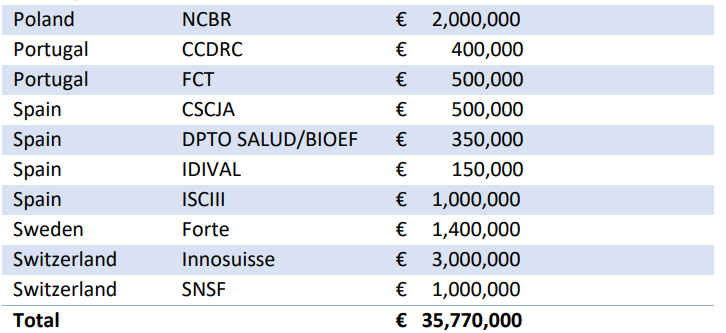 Poland NCBR € 2,000,000
Portugal CCDRC € 400,000
Portugal FCT € 500,000
Spain CSCJA € 500,000
Spain DPTO SALUD/BIOEF € 350,000
Spain IDIVAL € 150,000
Spain ISCIII € 1,000,000
Sweden Forte € 1,400,000
Switzerland Innosuisse € 3,000,000
Switzerland SNSF € 1,000,000
Total € 35,770,000